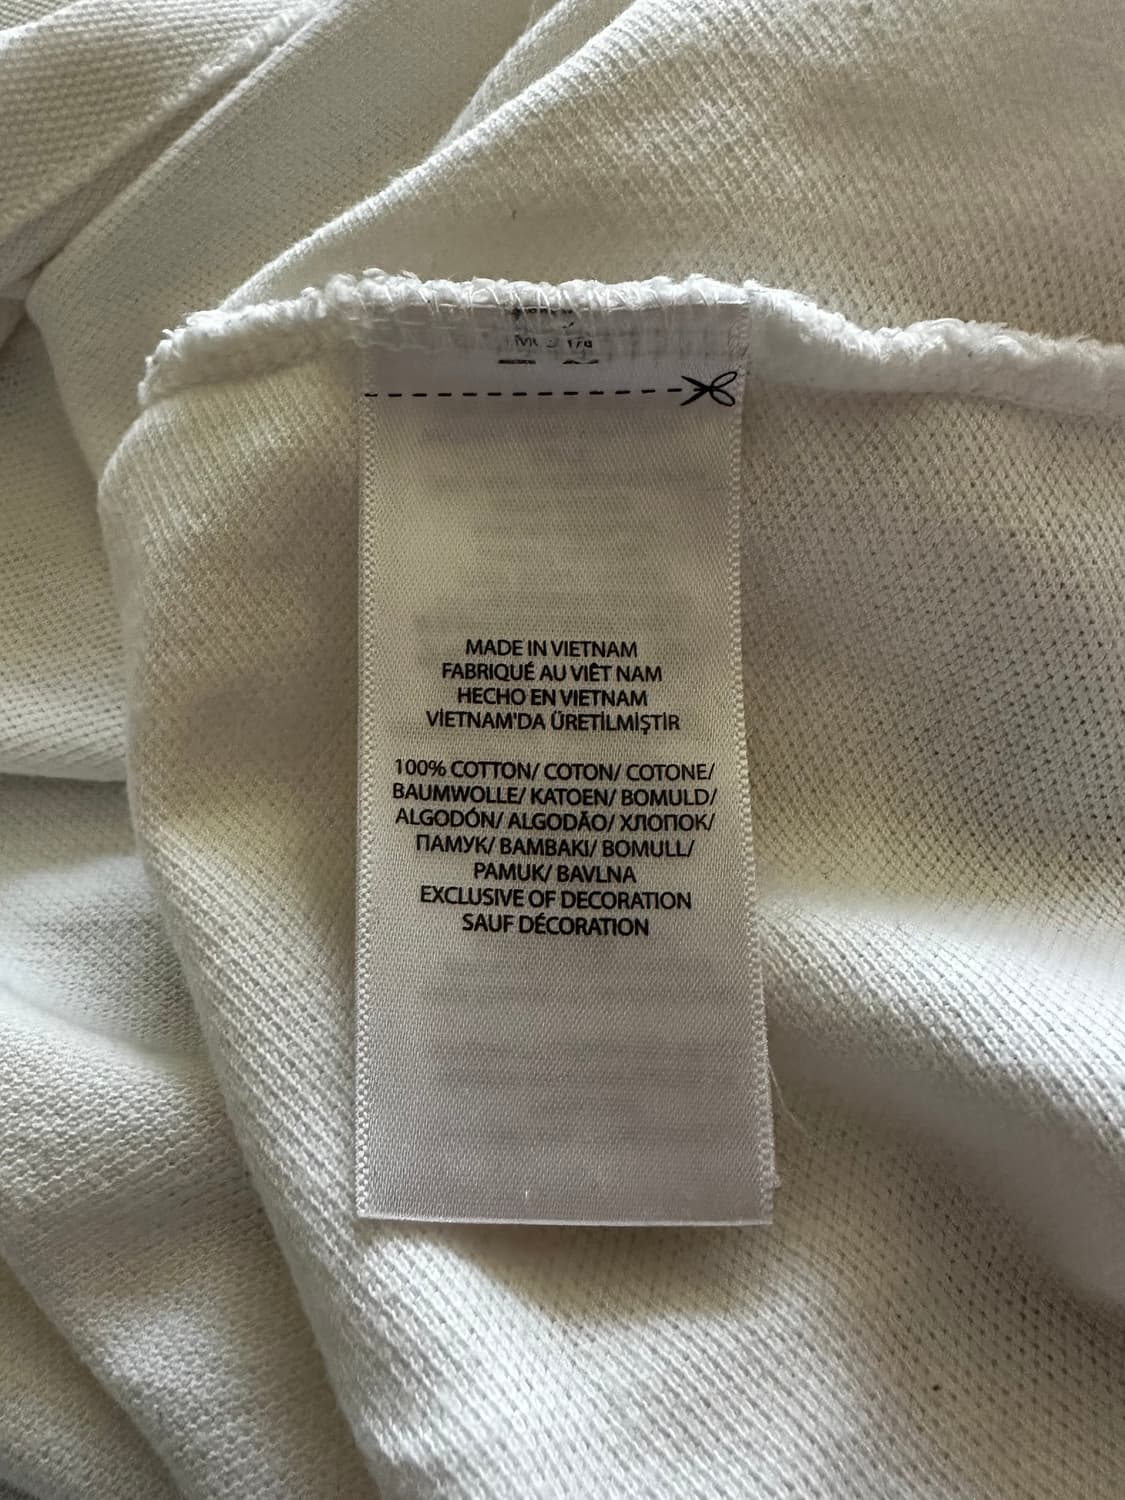 MADE IN VIETNAM
FABRIQUÉ AU VIÊT NAM
HECHO EN VIETNAM
VİETNAM'DA ÜRETİLMİŞTİR
100% COTTON/ COTON/ COTONE/
BAUMWOLLE/ KATOEN/ BOMULD/
ALGODÓN/ ALGODÃO/ ХЛОПОК/
ПАМУК/ BAMBAKI/ BOMULL/
PAMUK/ BAVLNA
EXCLUSIVE OF DECORATION
SAUF DÉCORATION